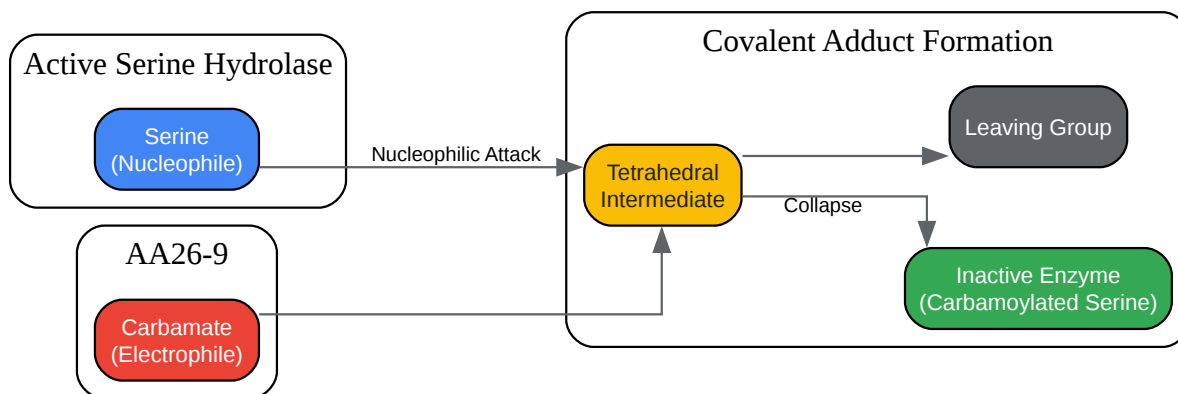 Active Serine Hydrolase
Serine
(Nucleophile)
Nucleophilic Attack
AA26-9
Carbamate
(Electrophile)
Covalent Adduct Formation
Tetrahedral
Intermediate
Leaving Group
Collapse
Inactive Enzyme
(Carbamoylated Serine)